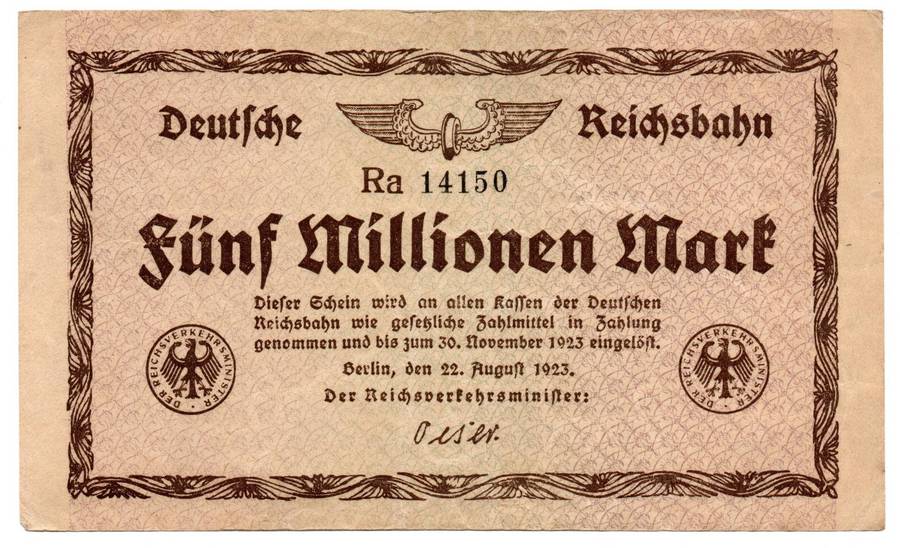 Deutsche Reichsbahn
Ra 14150
Fünf Millionen Mark
Dieser Schein wird an allen Kassen der Deutschen
Reichsbahn wie gesetzliche Zahlmittel in Zahlung
genommen und bis zum 30. November 1923 eingelöst.
Berlin, den 22. August 1923.
Der Reichsverkehrsminister:
Oeser.
DER REICHSVERKEHRSMINISTER
DER REICHSVERKEHRSMINISTER